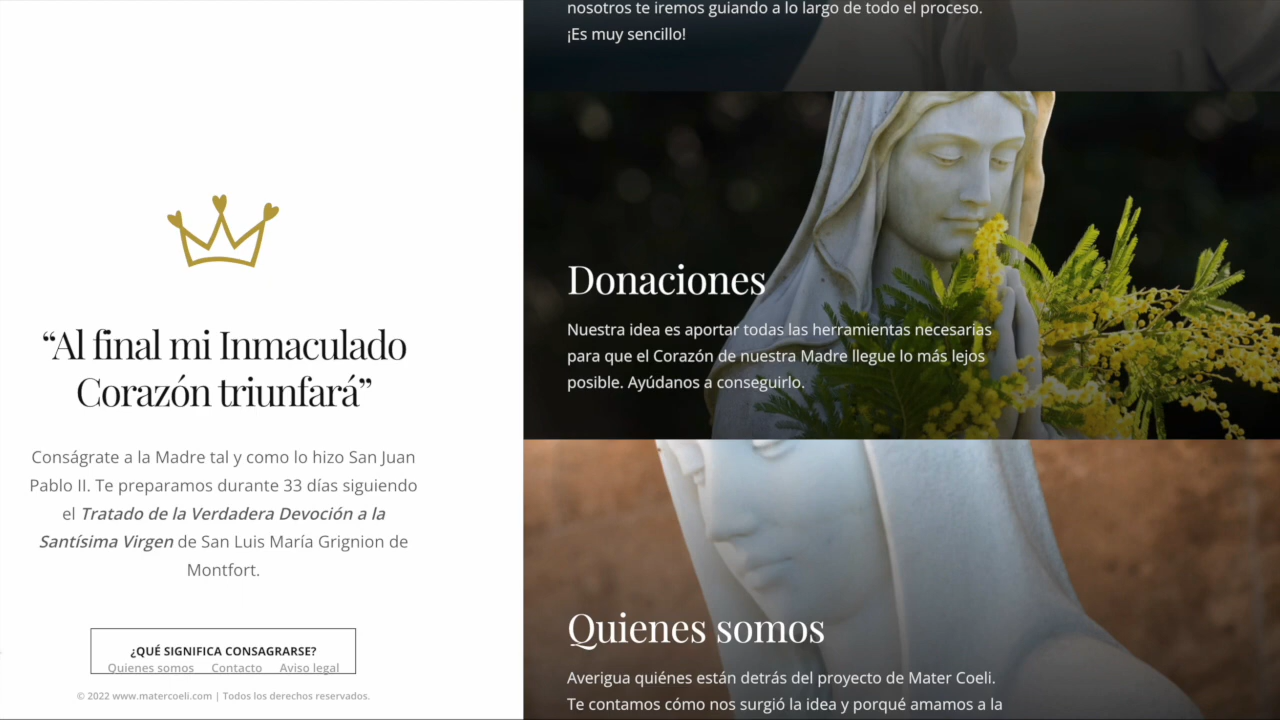 “Al final mi Inmaculado
Corazón triunfará”
Conságrate a la Madre tal y como lo hizo San Juan
Pablo II. Te preparamos durante 33 días siguiendo
el Tratado de la Verdadera Devoción a la
Santísima Virgen de San Luis María Grignion de
Montfort.
¿QUÉ SIGNIFICA CONSAGRARSE?
Quienes somos Contacto Aviso legal
© 2022 www.matercoeli.com | Todos los derechos reservados.
nosotros te iremos guiando a lo largo de todo el proceso.
¡Es muy sencillo!
Donaciones
Nuestra idea es aportar todas las herramientas necesarias
para que el Corazón de nuestra Madre llegue lo más lejos
posible. Ayúdanos a conseguirlo.
Quienes somos
Averigua quiénes están detrás del proyecto de Mater Coeli.
Te contamos cómo nos surgió la idea y porqué amamos a la